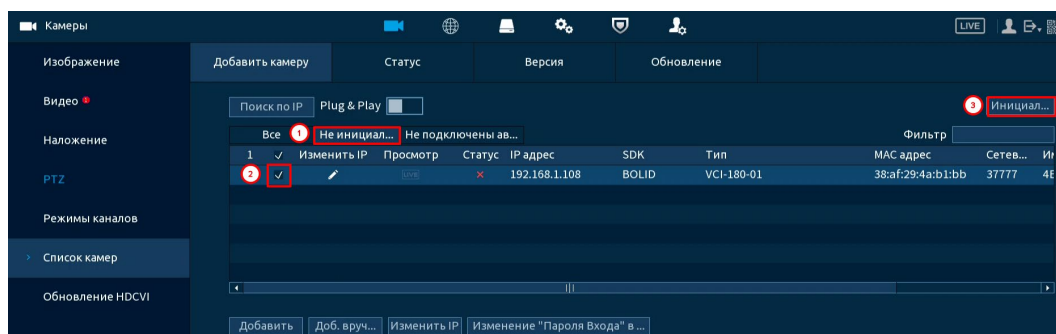 Камеры LIVE
Изображение
Видео
Наложение
PTZ
Режимы каналов
Список камер
Обновление HDCVI
Добавить камеру Статус Версия Обновление
Поиск по IP Plug & Play 3 Инициал...
Все 1 Не инициал... Не подключены ав... Фильтр
1 Изменить IP Просмотр Статус IP адрес SDK Тип MAC адрес Сетев...
2 LIVE 192.168.1.108 BOLID VCI-180-01 38:af:29:4a:b1:bb 37777
Добавить Доб. вруч... Изменить IP Изменение "Пароля Входа" в ...